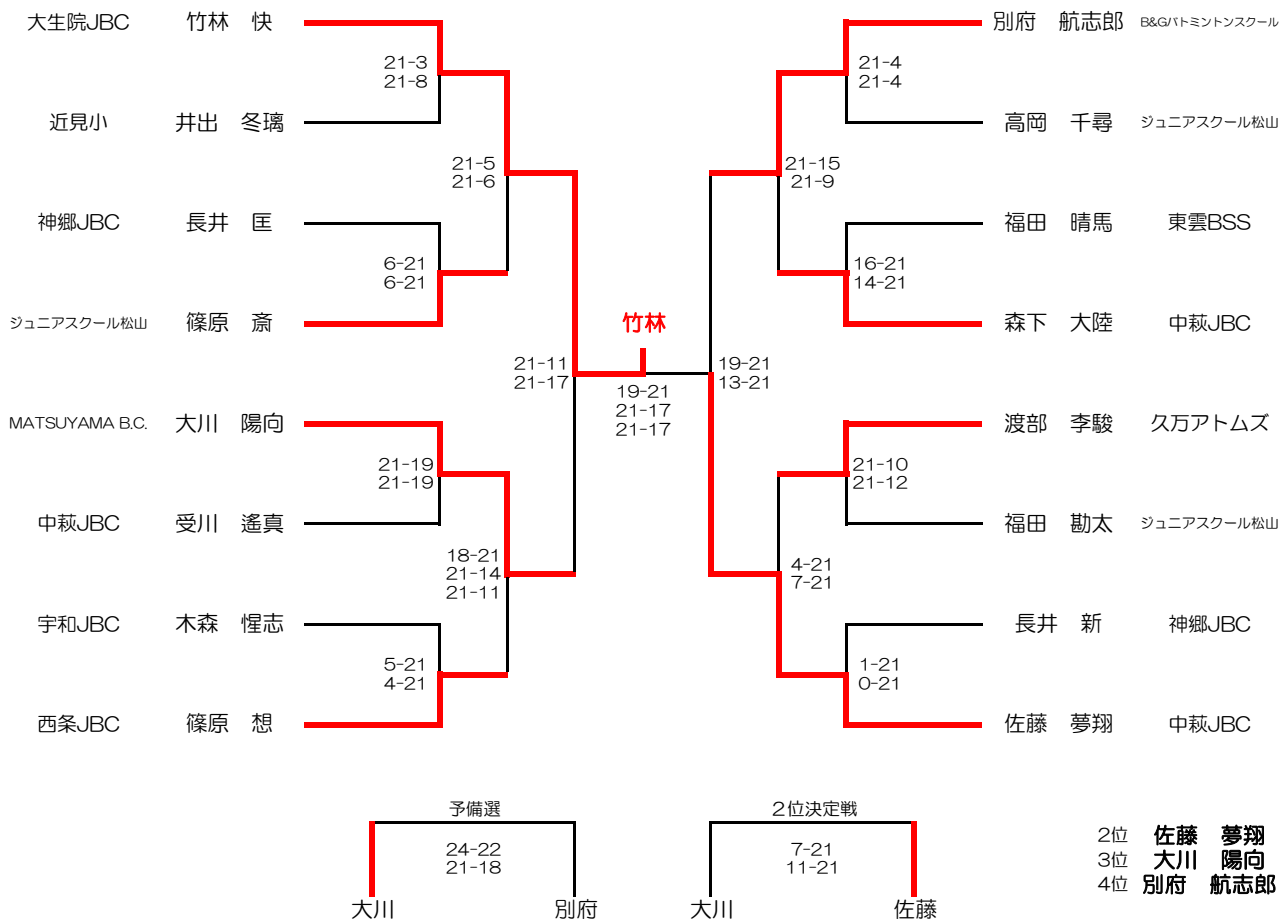 大生院JBC 竹林 快
21-3
21-8
近見小 井出 冬璃
21-5
21-6
神郷JBC 長井 匡
6-21
6-21
ジュニアスクール松山 篠原 斎
21-11
21-17
MATSUYAMA B.C. 大川 陽向
21-19
21-19
中萩JBC 受川 遙真
18-21
21-14
21-11
宇和JBC 木森 惺志
5-21
4-21
西条JBC 篠原 想
竹林
19-21
21-17
21-17
別府 航志郎 B&Gバトミントンスクール
21-4
21-4
高岡 千尋 ジュニアスクール松山
21-15
21-9
福田 晴馬 東雲BSS
16-21
14-21
森下 大陸 中萩JBC
19-21
13-21
渡部 李駿 久万アトムズ
21-10
21-12
福田 勘太 ジュニアスクール松山
4-21
7-21
長井 新 神郷JBC
1-21
0-21
佐藤 夢翔 中萩JBC
予備選
24-22
21-18
大川 別府
2位決定戦
7-21
11-21
大川 佐藤
2位 佐藤 夢翔
3位 大川 陽向
4位 別府 航志郎